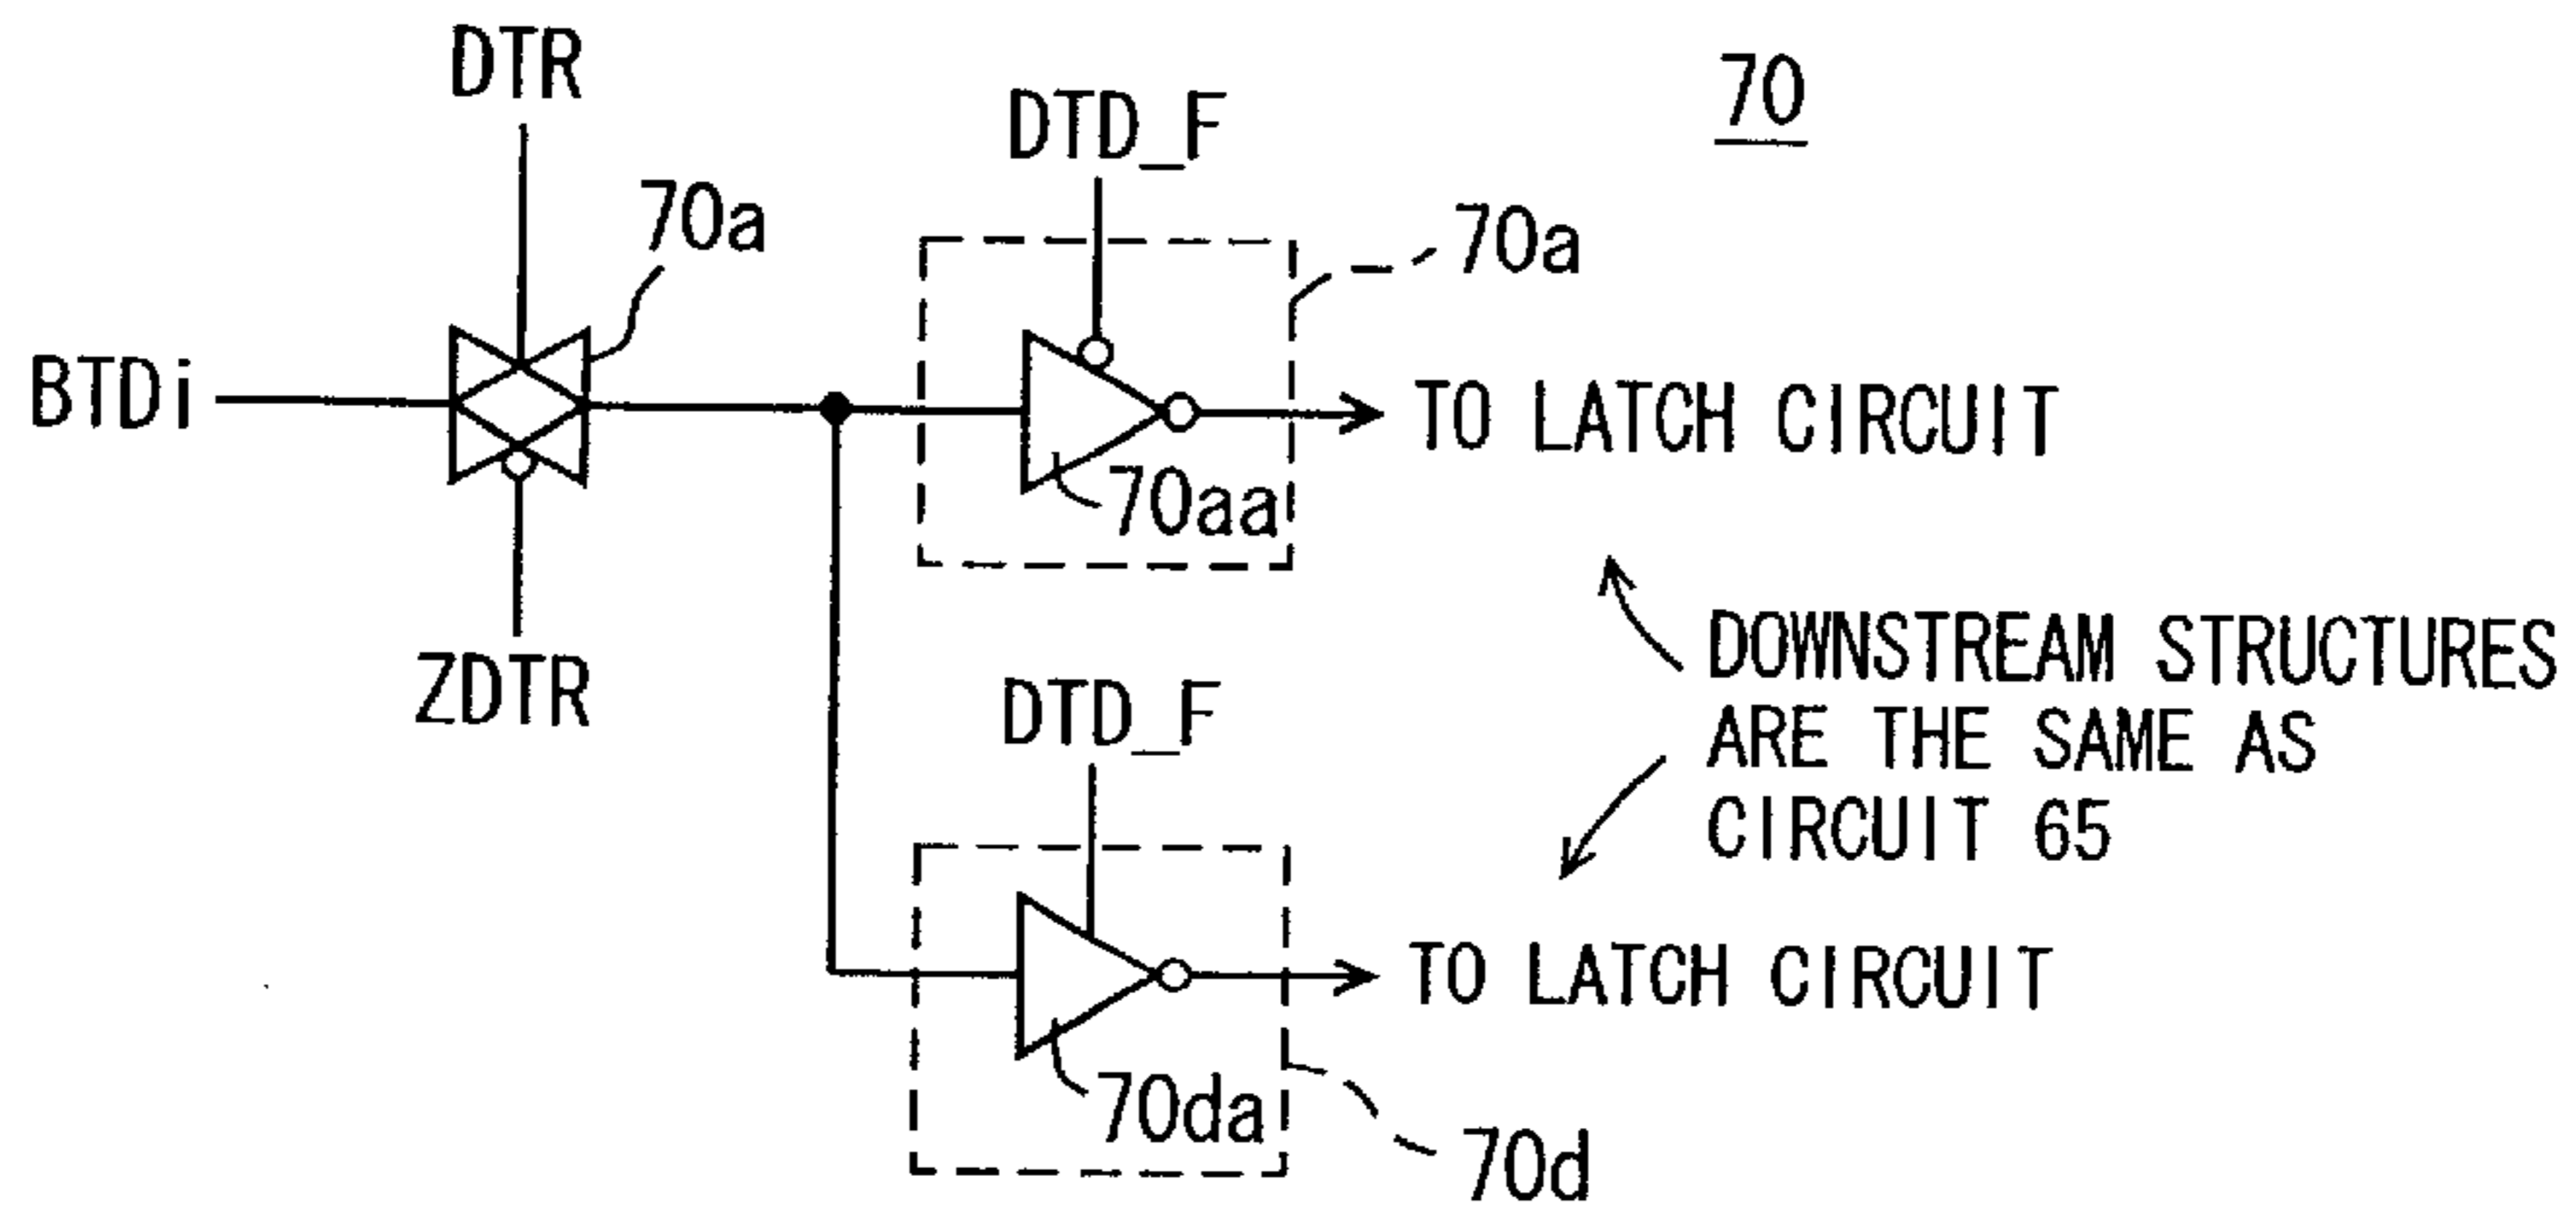 DTR
70
DTD_F
70a
70a
BTDi
TO LATCH CIRCUIT
70aa
DOWNSTREAM STRUCTURES
ARE THE SAME AS
CIRCUIT 65
ZDTR
DTD_F
TO LATCH CIRCUIT
70da
70d